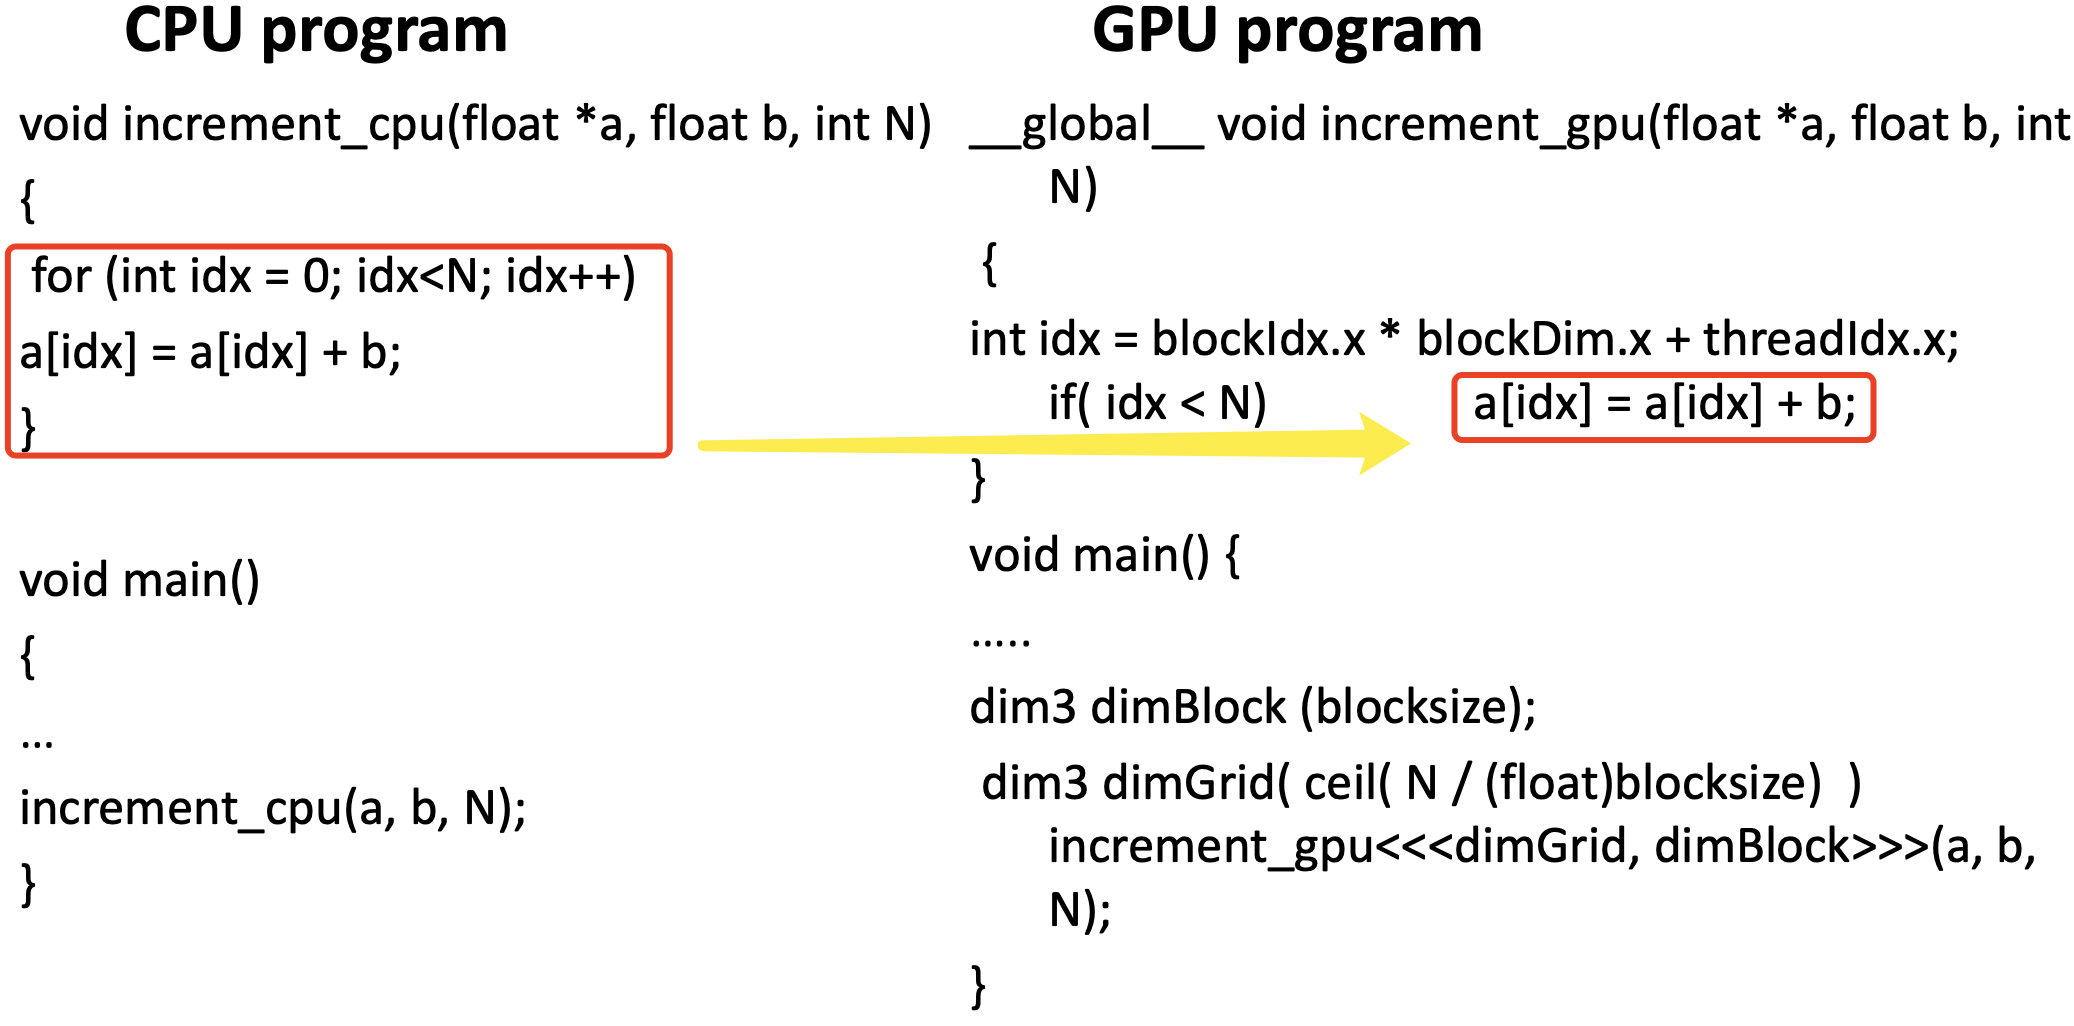 CPU program
void increment_cpu(float *a, float b, int N)
{
for (int idx = 0; idx<N; idx++)
a[idx] = a[idx] + b;
}
void main()
{
...
increment_cpu(a, b, N);
}
GPU program
__global__ void increment_gpu(float *a, float b, int
N)
{
int idx = blockIdx.x * blockDim.x + threadIdx.x;
if( idx < N) a[idx] = a[idx] + b;
}
void main() {
.....
dim3 dimBlock (blocksize);
dim3 dimGrid( ceil( N / (float)blocksize) )
increment_gpu<<<dimGrid, dimBlock>>>(a, b,
N);
}